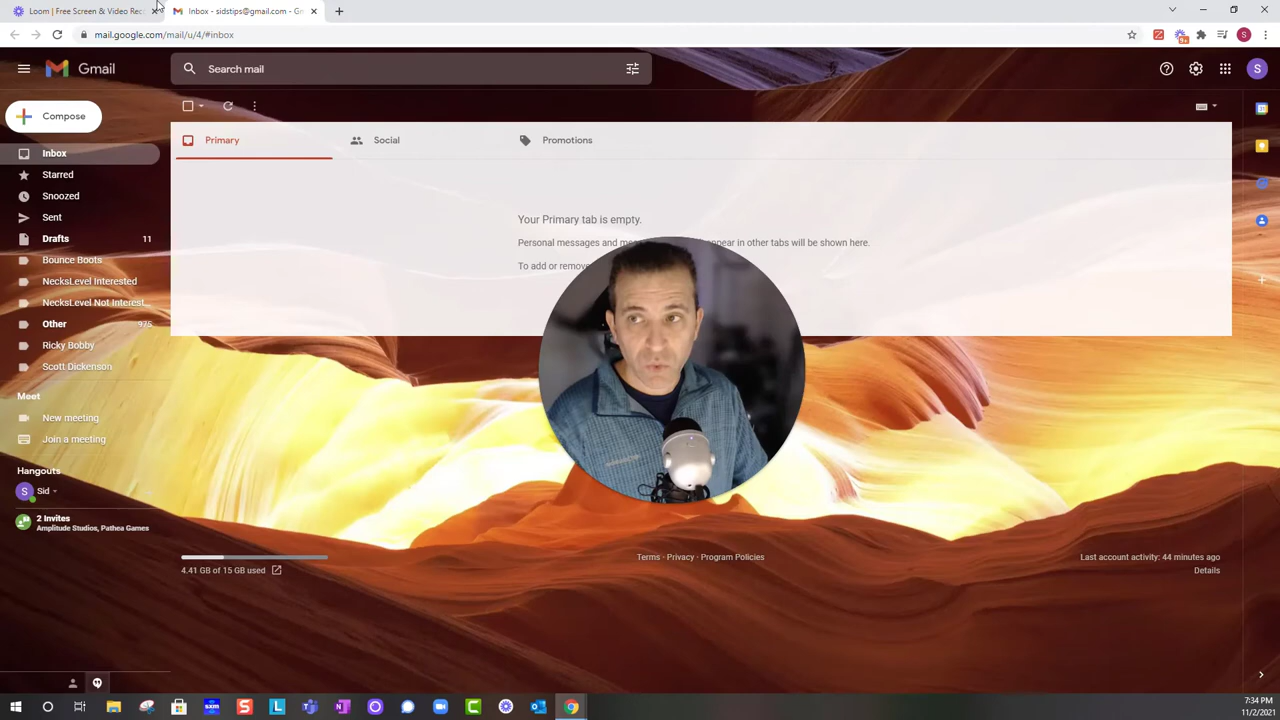 Loom | Free Screen & Video Rec
Inbox - sidstips@gmail.com - Gm
mail.google.com/mail/u/4/#inbox
S
Gmail
Search mail
S
Compose
Primary
Social
Promotions
Inbox
Starred
Snoozed
Sent
Drafts 11
Bounce Boots
NecksLevel Interested
NecksLevel Not Interest...
Other 975
Ricky Bobby
Scott Dickenson
Your Primary tab is empty.
Personal messages and me appear in other tabs will be shown here.
To add or remove
Meet
New meeting
Join a meeting
Hangouts
S Sid
2 Invites
Amplitude Studios, Pathea Games
4.41 GB of 15 GB used
Terms - Privacy - Program Policies
Last account activity: 44 minutes ago
Details
7:34 PM
11/2/2021